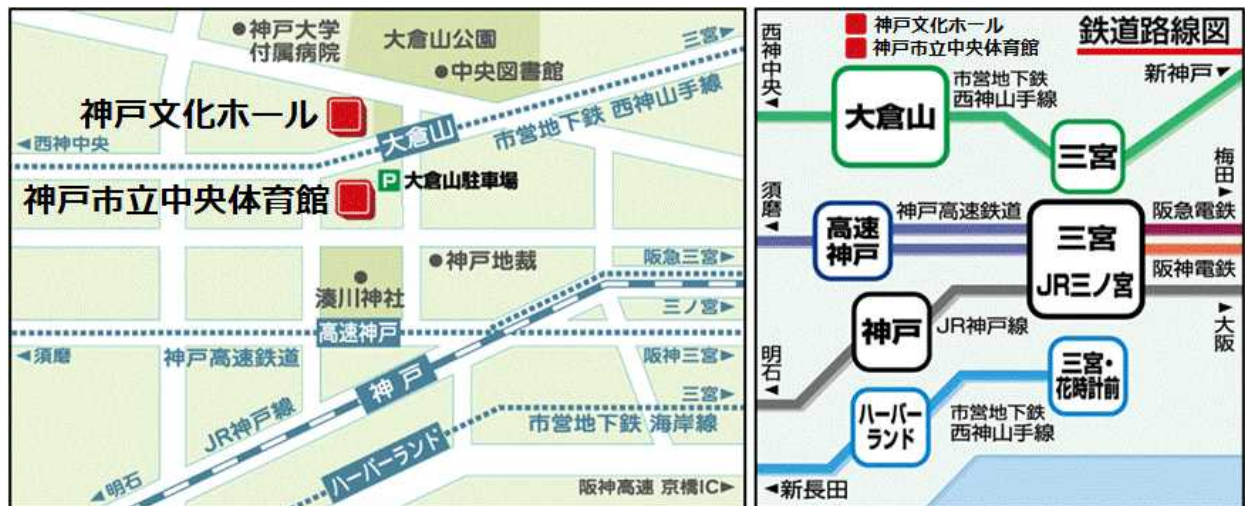 神戸大学
付属病院
大倉山公園
中央図書館
三宮▶
神戸文化ホール
大倉山
市営地下鉄 西神山手線
◀西神中央
P 大倉山駐車場
神戸市立中央体育館
神戸地裁
阪急三宮▶
湊川神社
三ノ宮▶
高速神戸
◀須磨
神戸高速鉄道
阪神三宮▶
神戸
三宮▶
JR神戸線
市営地下鉄 海岸線
ハーバーランド
◀明石
阪神高速 京橋IC▶
神戸文化ホール
神戸市立中央体育館
鉄道路線図
西神中央
市営地下鉄
西神山手線
新神戸
大倉山
三宮
梅田
須磨
神戸高速鉄道
阪急電鉄
高速
神戸
三宮
JR三ノ宮
阪神電鉄
神戸
JR神戸線
大阪
明石
三宮・
花時計前
ハーバー
ランド
市営地下鉄
西神山手線
◀新長田